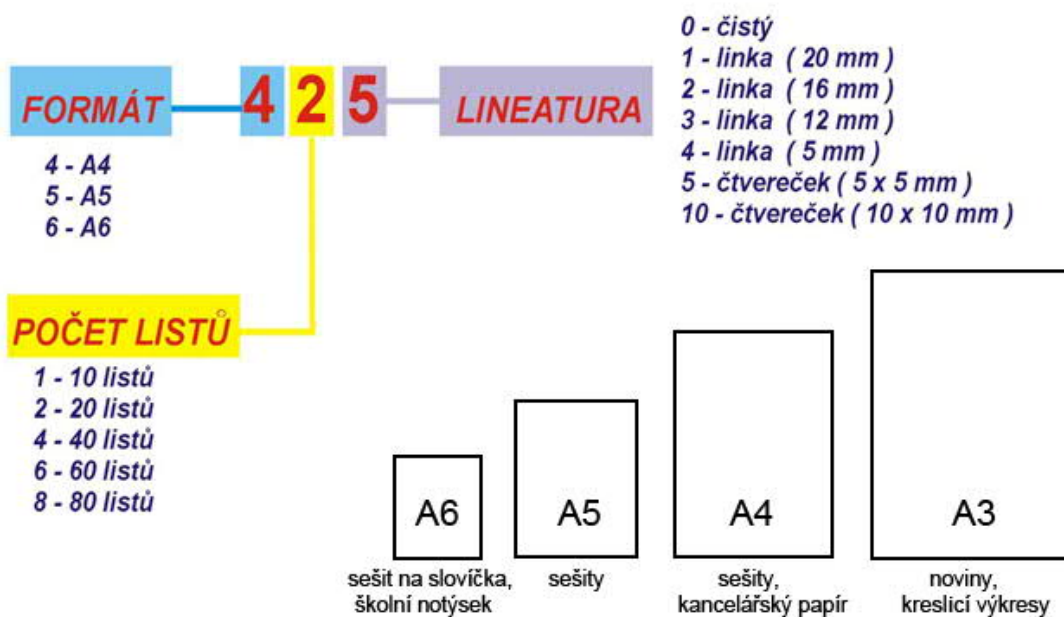 FORMÁT
4 2 5
LINEATURA
0 - čistý
1 - linka ( 20 mm )
2 - linka ( 16 mm )
3 - linka ( 12 mm )
4 - linka ( 5 mm )
5 - čtvereček ( 5 x 5 mm )
10 - čtvereček ( 10 x 10 mm )
4 - A4
5 - A5
6 - A6
POČET LISTŮ
1 - 10 listů
2 - 20 listů
4 - 40 listů
6 - 60 listů
8 - 80 listů
A6
sešit na slovíčka,
školní notýsek
A5
sešity
A4
sešity,
kancelářský papír
A3
noviny,
kreslicí výkresy